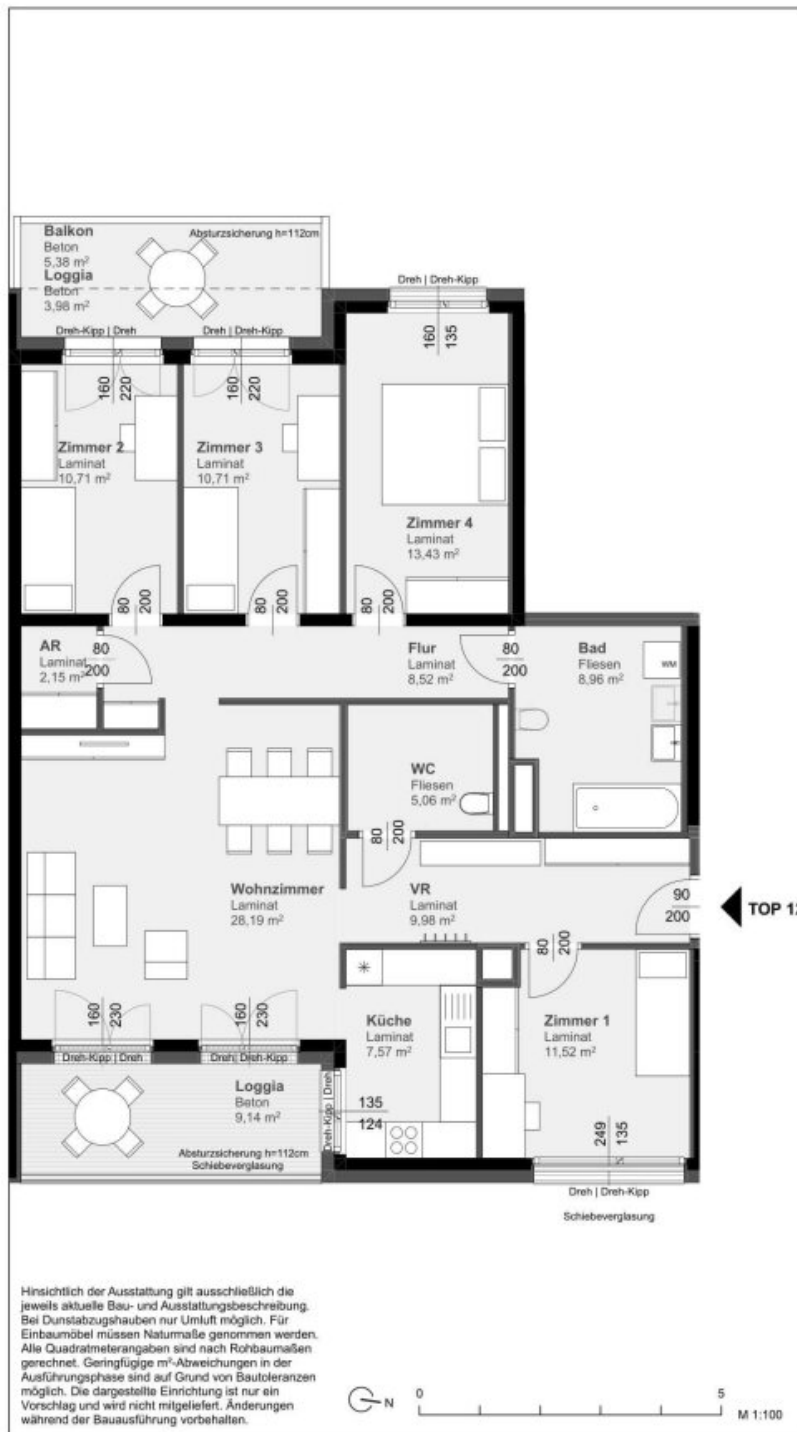 Balkon
Absturzsicherung h=112cm
Beton
5,38 m²
Loggia
Beton
3,98 m²
Dreh | Dreh-Kipp
Dreh-Kipp | Dreh
Dreh | Dreh-Kipp
160
135
160
220
160
220
Zimmer 2
Laminat
10,71 m²
Zimmer 3
Laminat
10,71 m²
Zimmer 4
Laminat
13,43 m²
80
200
80
200
80
200
AR
Laminat
2,15 m²
80
200
Flur
Laminat
8,52 m²
80
200
Bad
Fliesen
8,96 m²
WM
WC
Fliesen
5,06 m²
80
200
Wohnzimmer
Laminat
28,19 m²
VR
Laminat
9,98 m²
90
200
TOP 12
80
200
160
230
160
230
Dreh-Kipp | Dreh
Dreh| Dreh-Kipp
Küche
Laminat
7,57 m²
Zimmer 1
Laminat
11,52 m²
Loggia
Beton
9,14 m²
Dreh-Kipp | Dreh
135
124
Absturzsicherung h=112cm
Schiebeverglasung
249
135
Dreh | Dreh-Kipp
Schiebeverglasung
Hinsichtlich der Ausstattung gilt ausschließlich die
jeweils aktuelle Bau- und Ausstattungsbeschreibung.
Bei Dunstabzugshauben nur Umluft möglich. Für
Einbaumöbel müssen Naturmaße genommen werden.
Alle Quadratmeterangaben sind nach Rohbaumaßen
gerechnet. Geringfügige m²-Abweichungen in der
Ausführungsphase sind auf Grund von Bautoleranzen
möglich. Die dargestellte Einrichtung ist nur ein
Vorschlag und wird nicht mitgeliefert. Änderungen
während der Bauausführung vorbehalten.
N
0
5
M 1:100